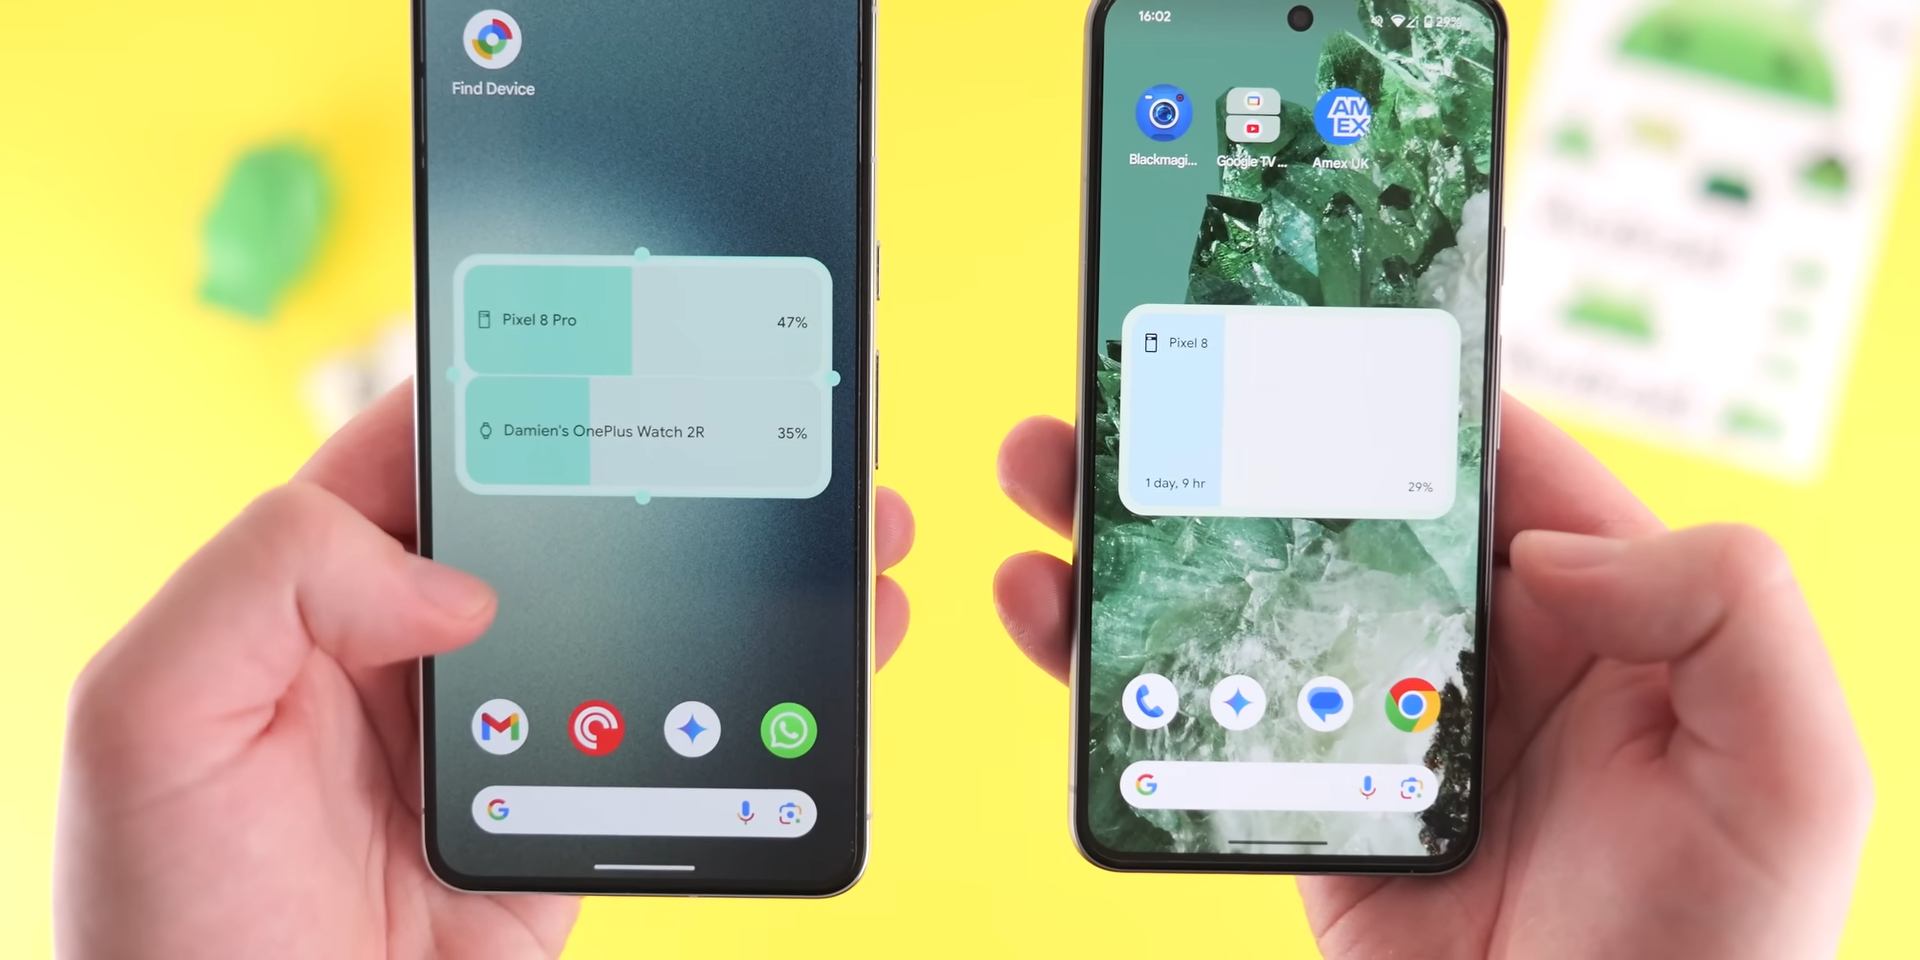 Find Device
Pixel 8 Pro
47%
Damien's OnePlus Watch 2R
35%
16:02
29%
AM
EX
Blackmagi...
Google TV ...
Amex UK
Pixel 8
1 day, 9 hr
29%